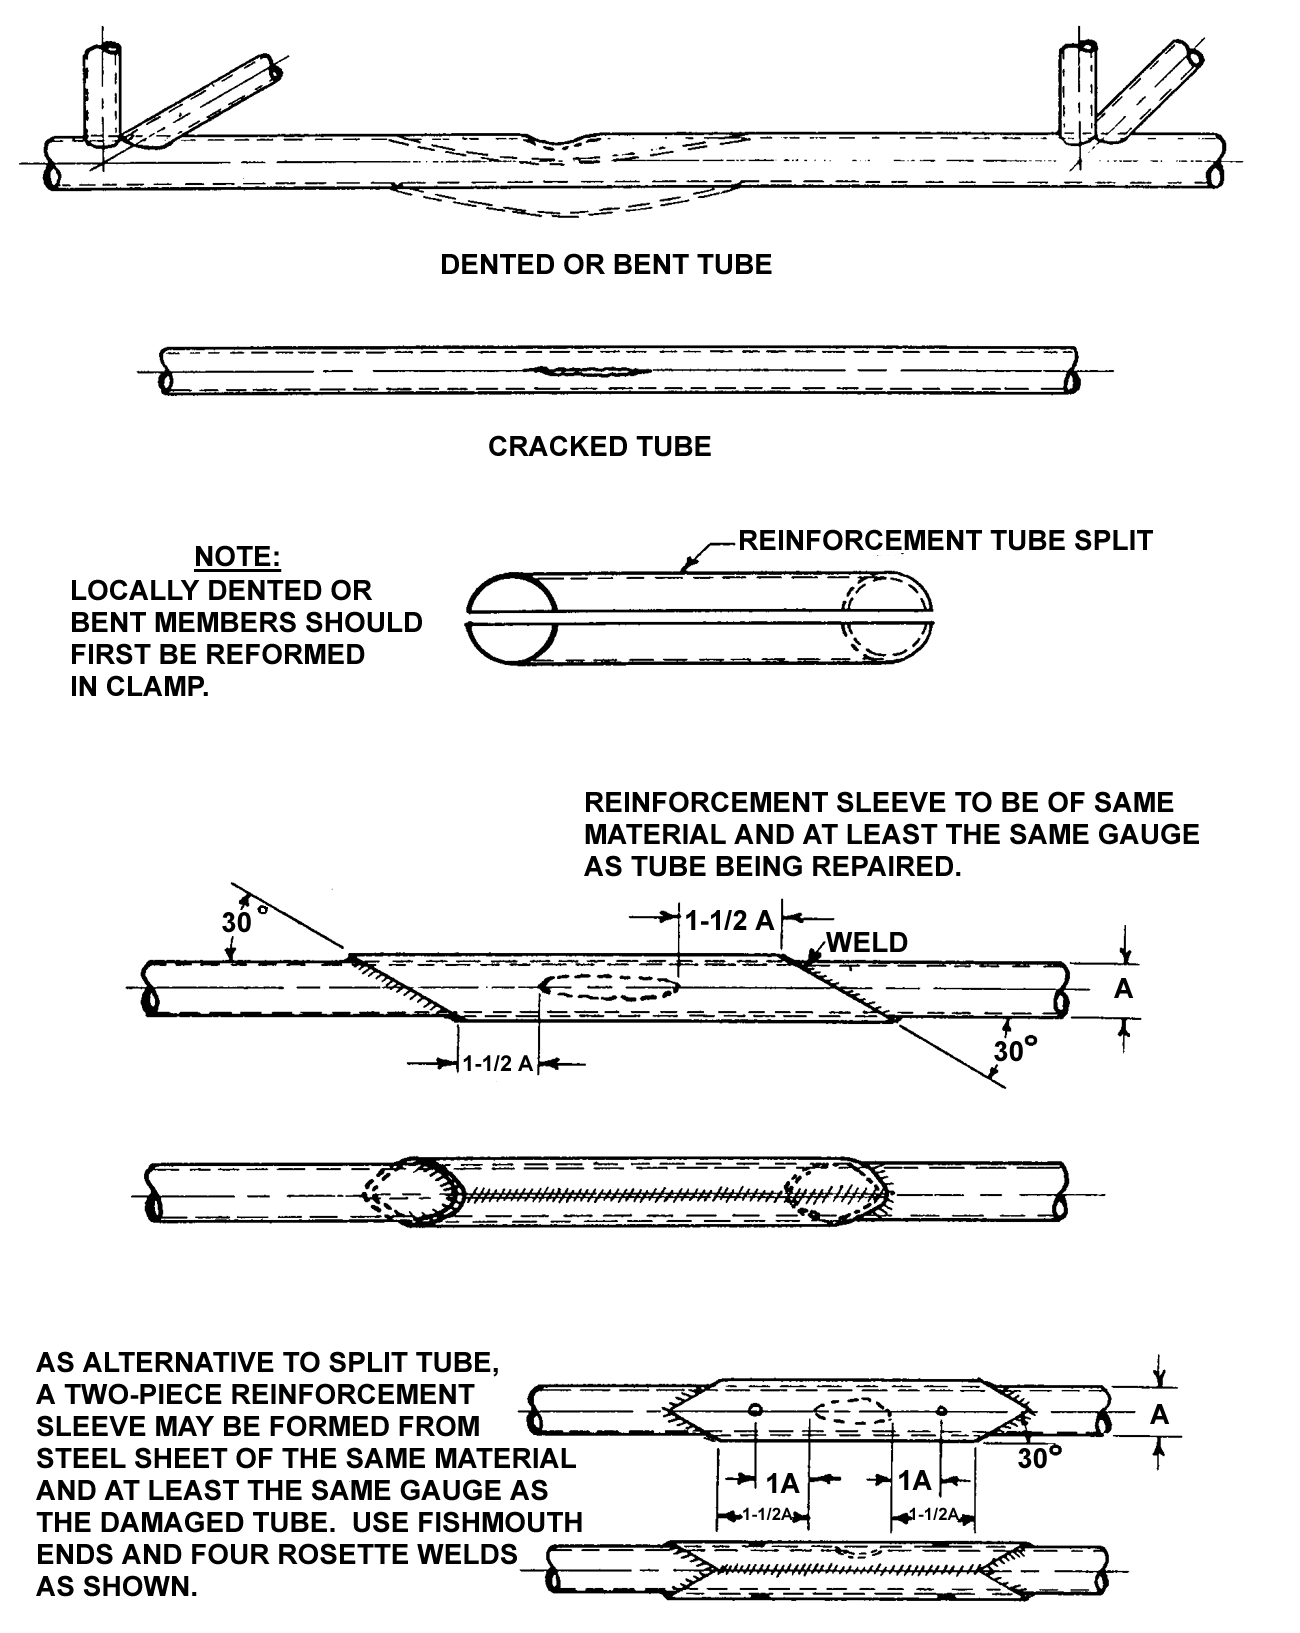 DENTED OR BENT TUBE
CRACKED TUBE
REINFORCEMENT TUBE SPLIT
NOTE:
LOCALLY DENTED OR
BENT MEMBERS SHOULD
FIRST BE REFORMED
IN CLAMP.
REINFORCEMENT SLEEVE TO BE OF SAME
MATERIAL AND AT LEAST THE SAME GAUGE
AS TUBE BEING REPAIRED.
30°
1-1/2 A
WELD
A
30°
1-1/2 A
AS ALTERNATIVE TO SPLIT TUBE,
A TWO-PIECE REINFORCEMENT
SLEEVE MAY BE FORMED FROM
STEEL SHEET OF THE SAME MATERIAL
AND AT LEAST THE SAME GAUGE AS
THE DAMAGED TUBE. USE FISHMOUTH
ENDS AND FOUR ROSETTE WELDS
AS SHOWN.
A
30°
1A
1A
1-1/2A
1-1/2A